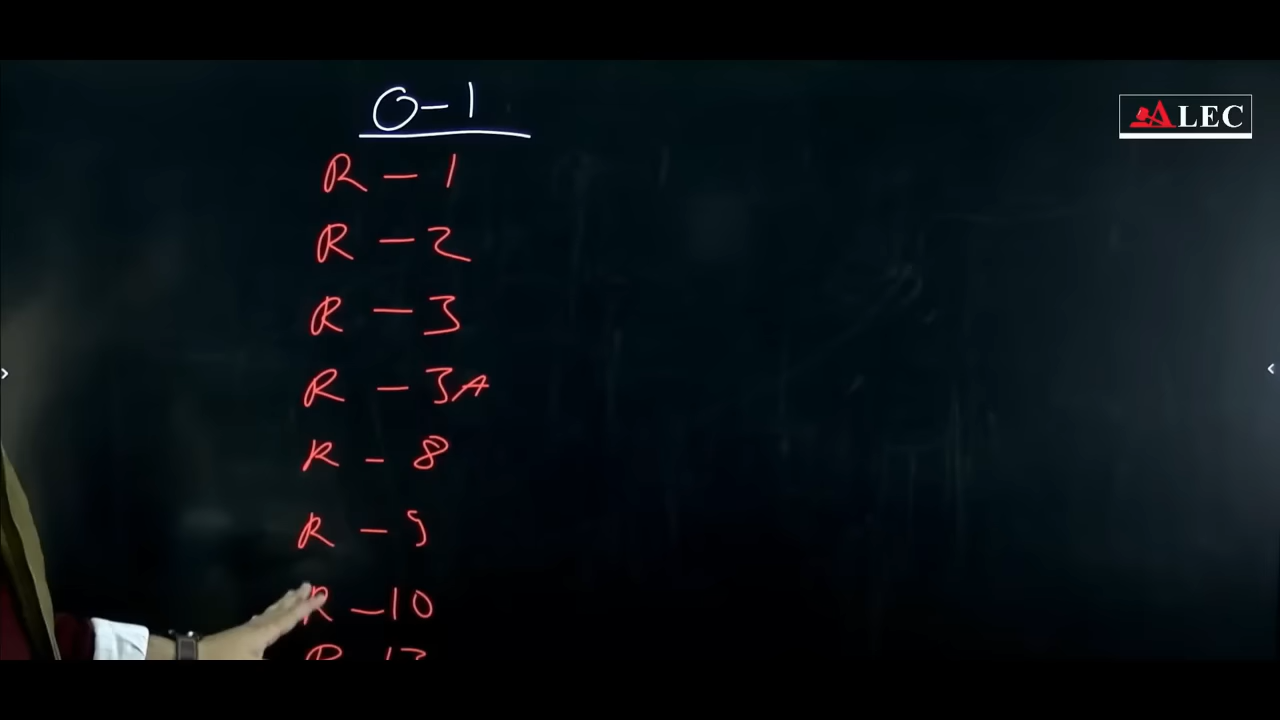 O-1
ALEC
R - 1
R - 2
R - 3
R - 3A
R - 8
R - 9
R - 10